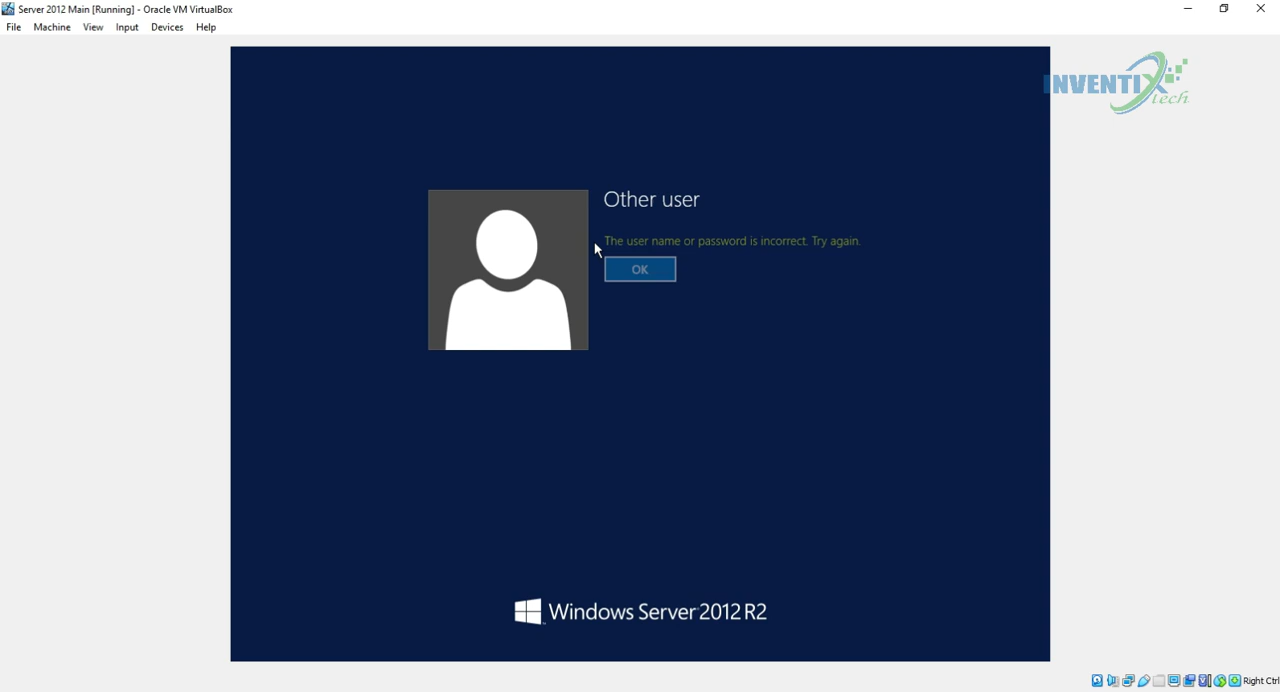 Server 2012 Main [Running] - Oracle VM VirtualBox
File Machine View Input Devices Help
INVENTIX
tech
Other user
The user name or password is incorrect. Try again.
OK
Windows Server 2012 R2
Right Ctrl